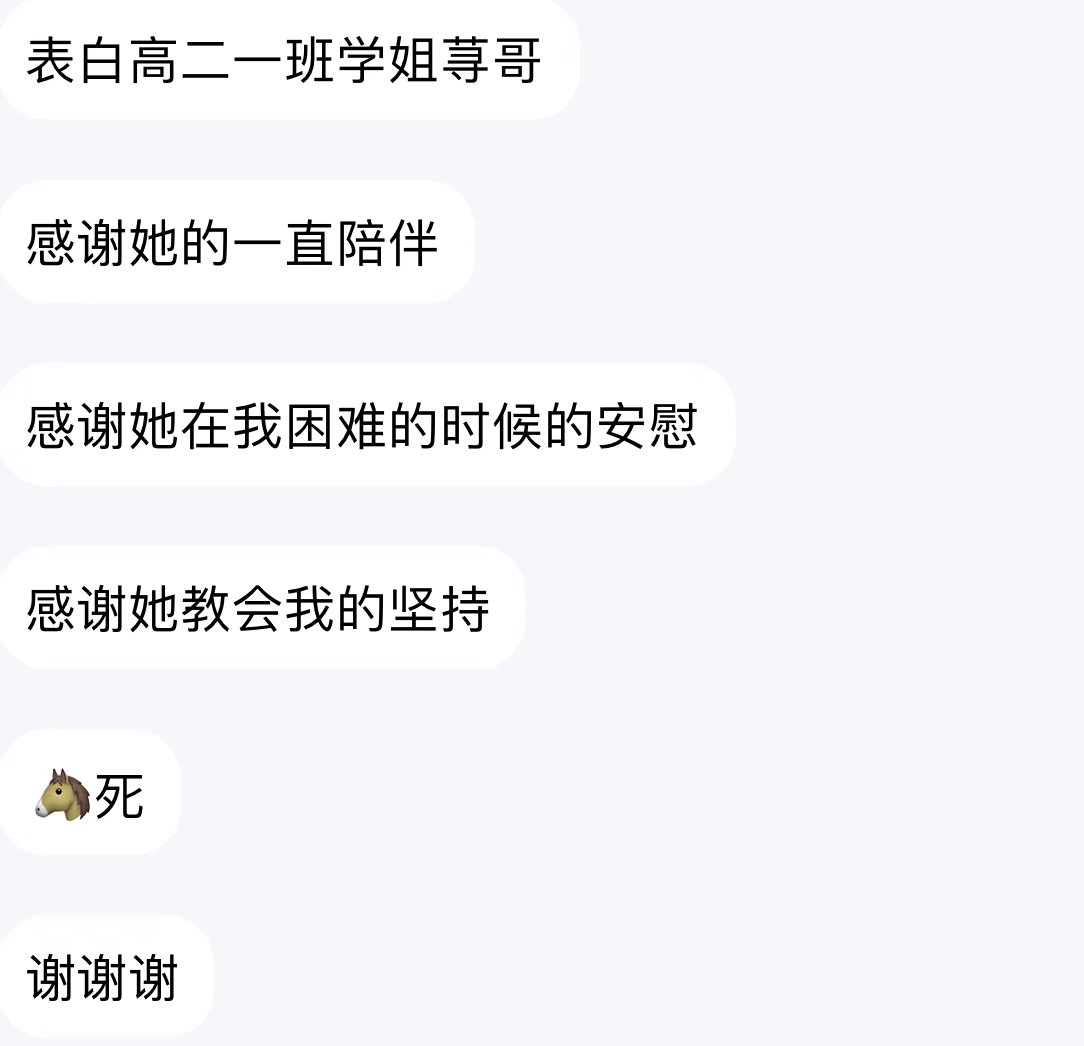 表白高二一班学姐荨哥
感谢她的一直陪伴
感谢她在我困难的时候的安慰
感谢她教会我的坚持
🐴死
谢谢谢